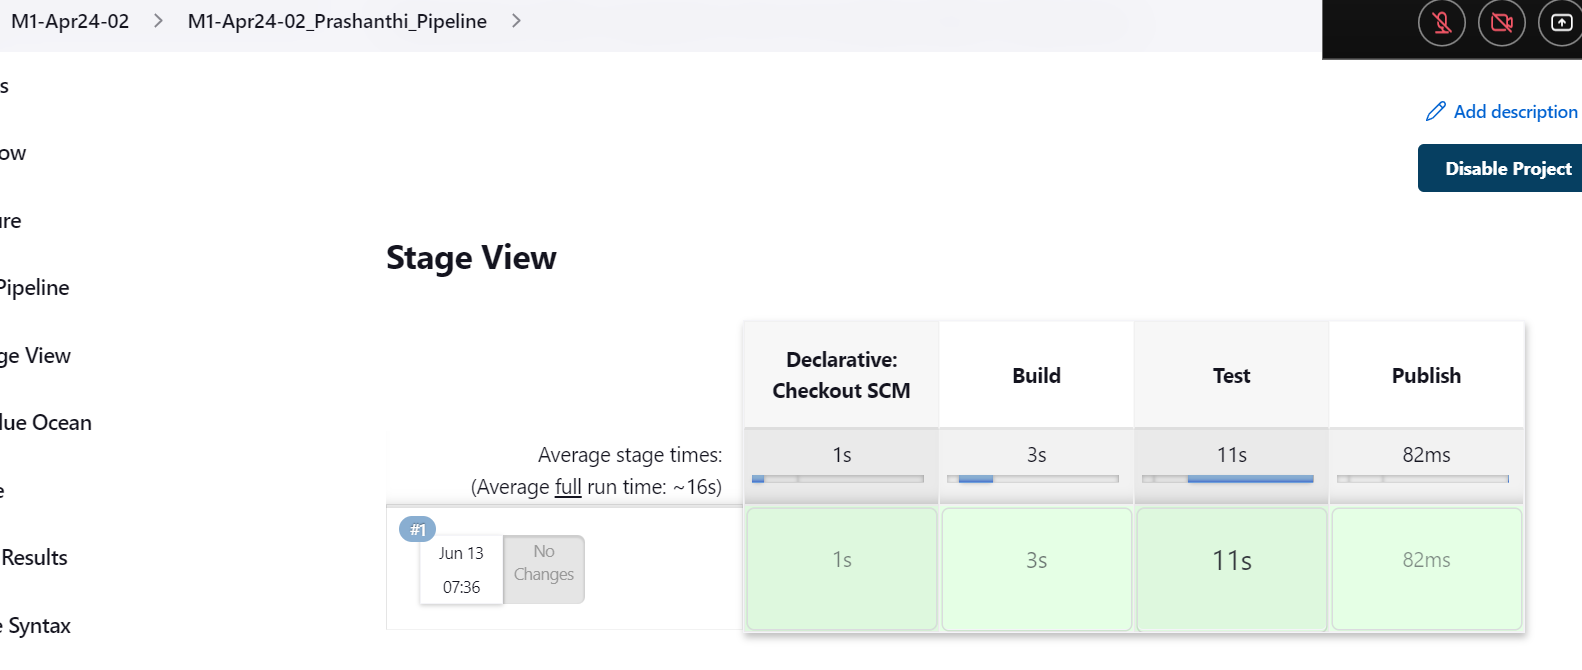 M1-Apr24-02 > M1-Apr24-02_Prashanthi_Pipeline >
s
ow
ure
Pipeline
ge View
lue Ocean
e
Results
e Syntax
Add description
Disable Project
Stage View
Declarative:
Checkout SCM
Build
Test
Publish
Average stage times:
(Average full run time: ~16s)
1s
3s
11s
82ms
#1
Jun 13
07:36
No
Changes
1s
3s
11s
82ms